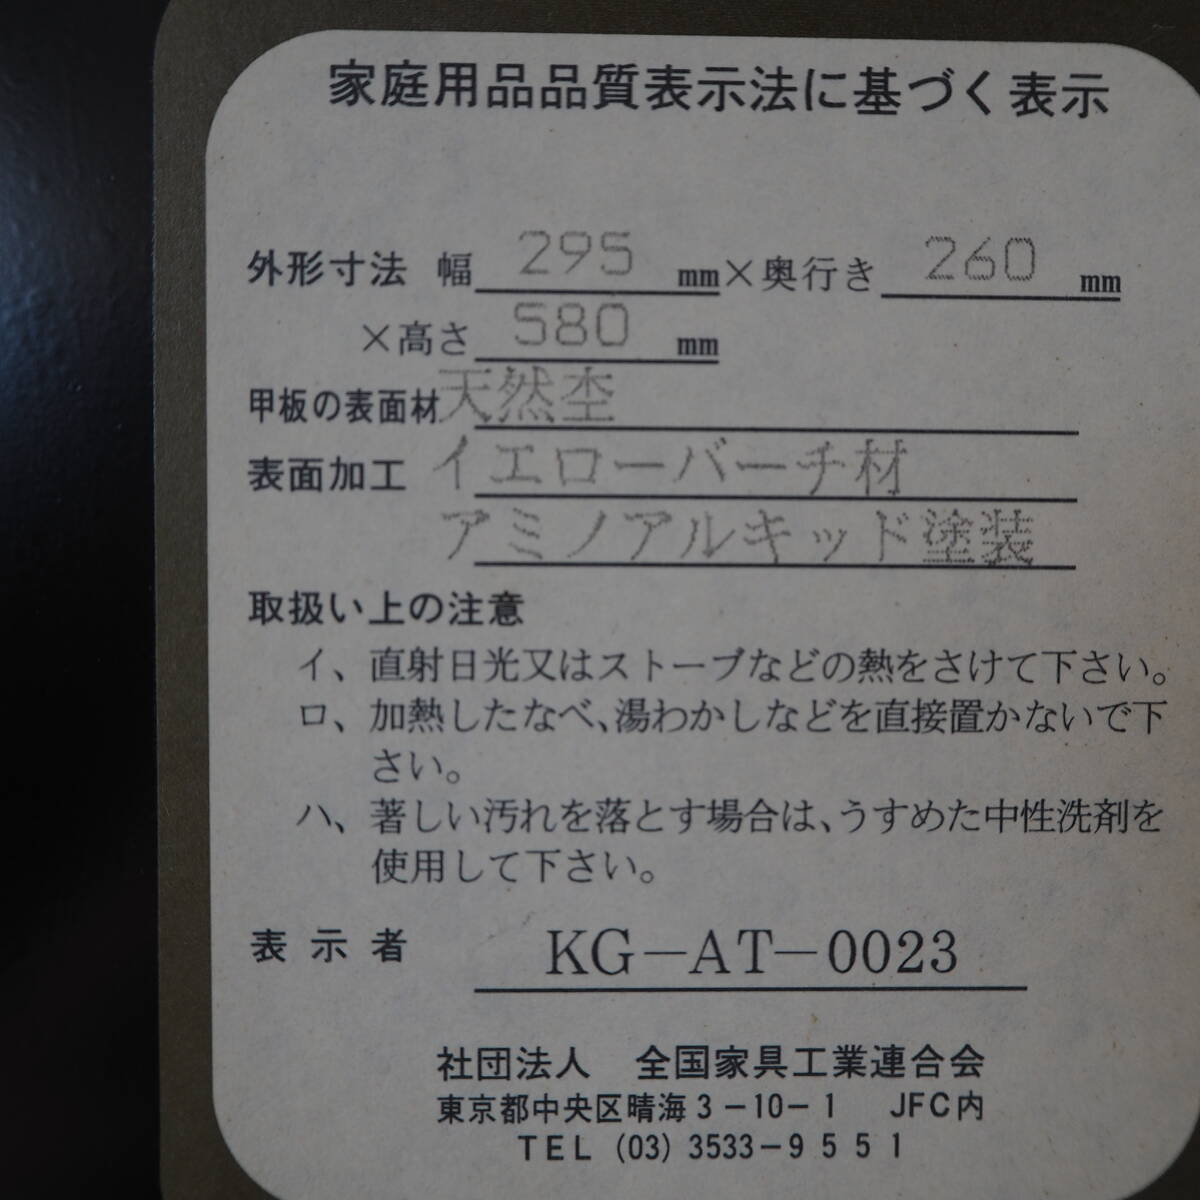 家庭用品品質表示法に基づく表示
外形寸法 幅 295 mm×奥行き 260 mm
×高さ 580 mm
甲板の表面材 天然杢
表面加工 イエローバーチ材
アミノアルキッド塗装
取扱い上の注意
イ、直射日光又はストーブなどの熱をさけて下さい。
ロ、加熱したなべ、湯わかしなどを直接置かないで下
さい。
ハ、著しい汚れを落とす場合は、うすめた中性洗剤を
使用して下さい。
表示者 KG-AT-0023
社団法人 全国家具工業連合会
東京都中央区晴海3-10-1 JFC内
TEL (03) 3533-9551